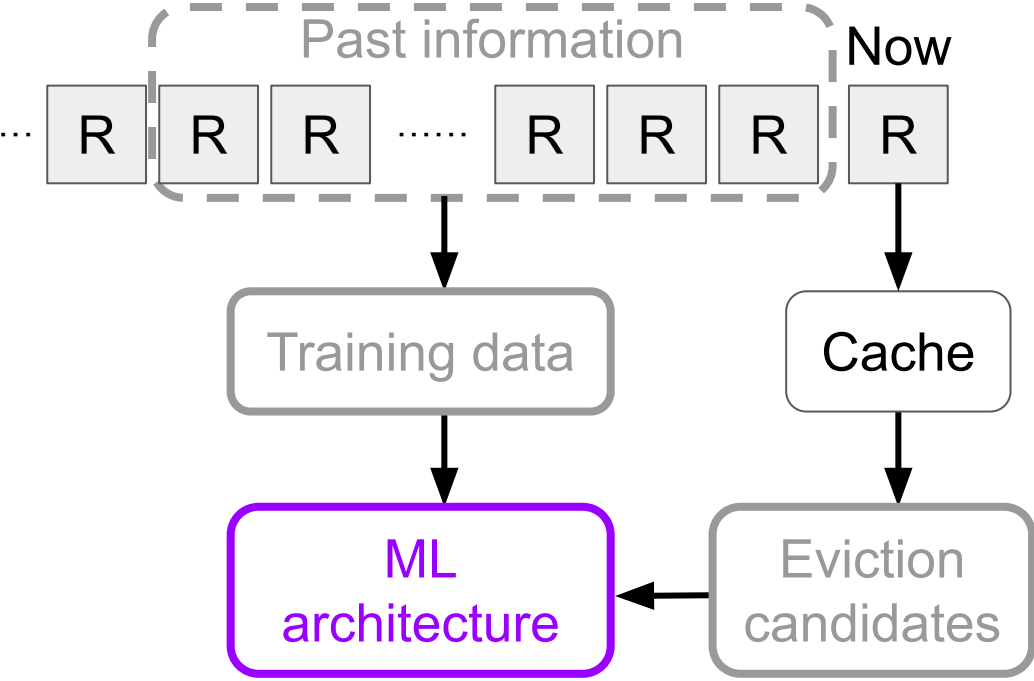 Past information
Now
... R R R ...... R R R R
Training data
Cache
ML
architecture
Eviction
candidates